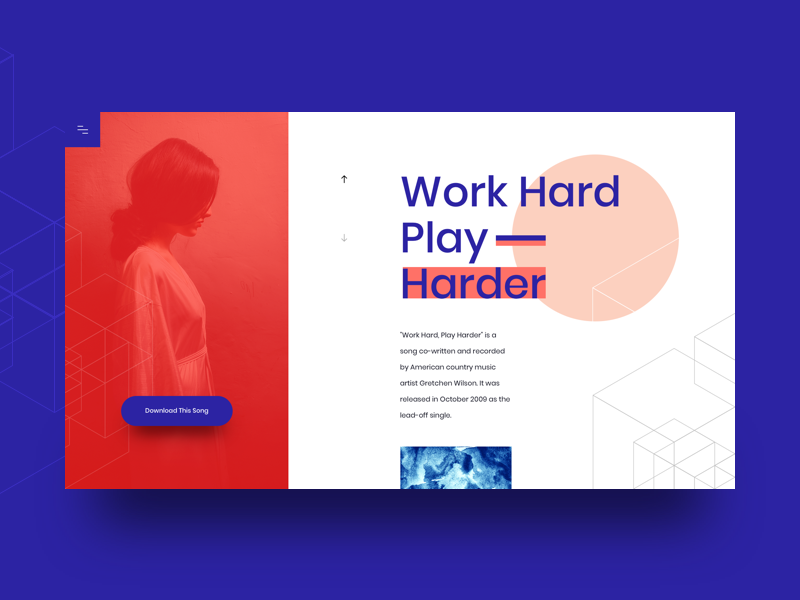 Work Hard
Play —
Harder
"Work Hard, Play Harder" is a
song co-written and recorded
by American country music
artist Gretchen Wilson. It was
released in October 2009 as the
lead-off single.
Download This Song